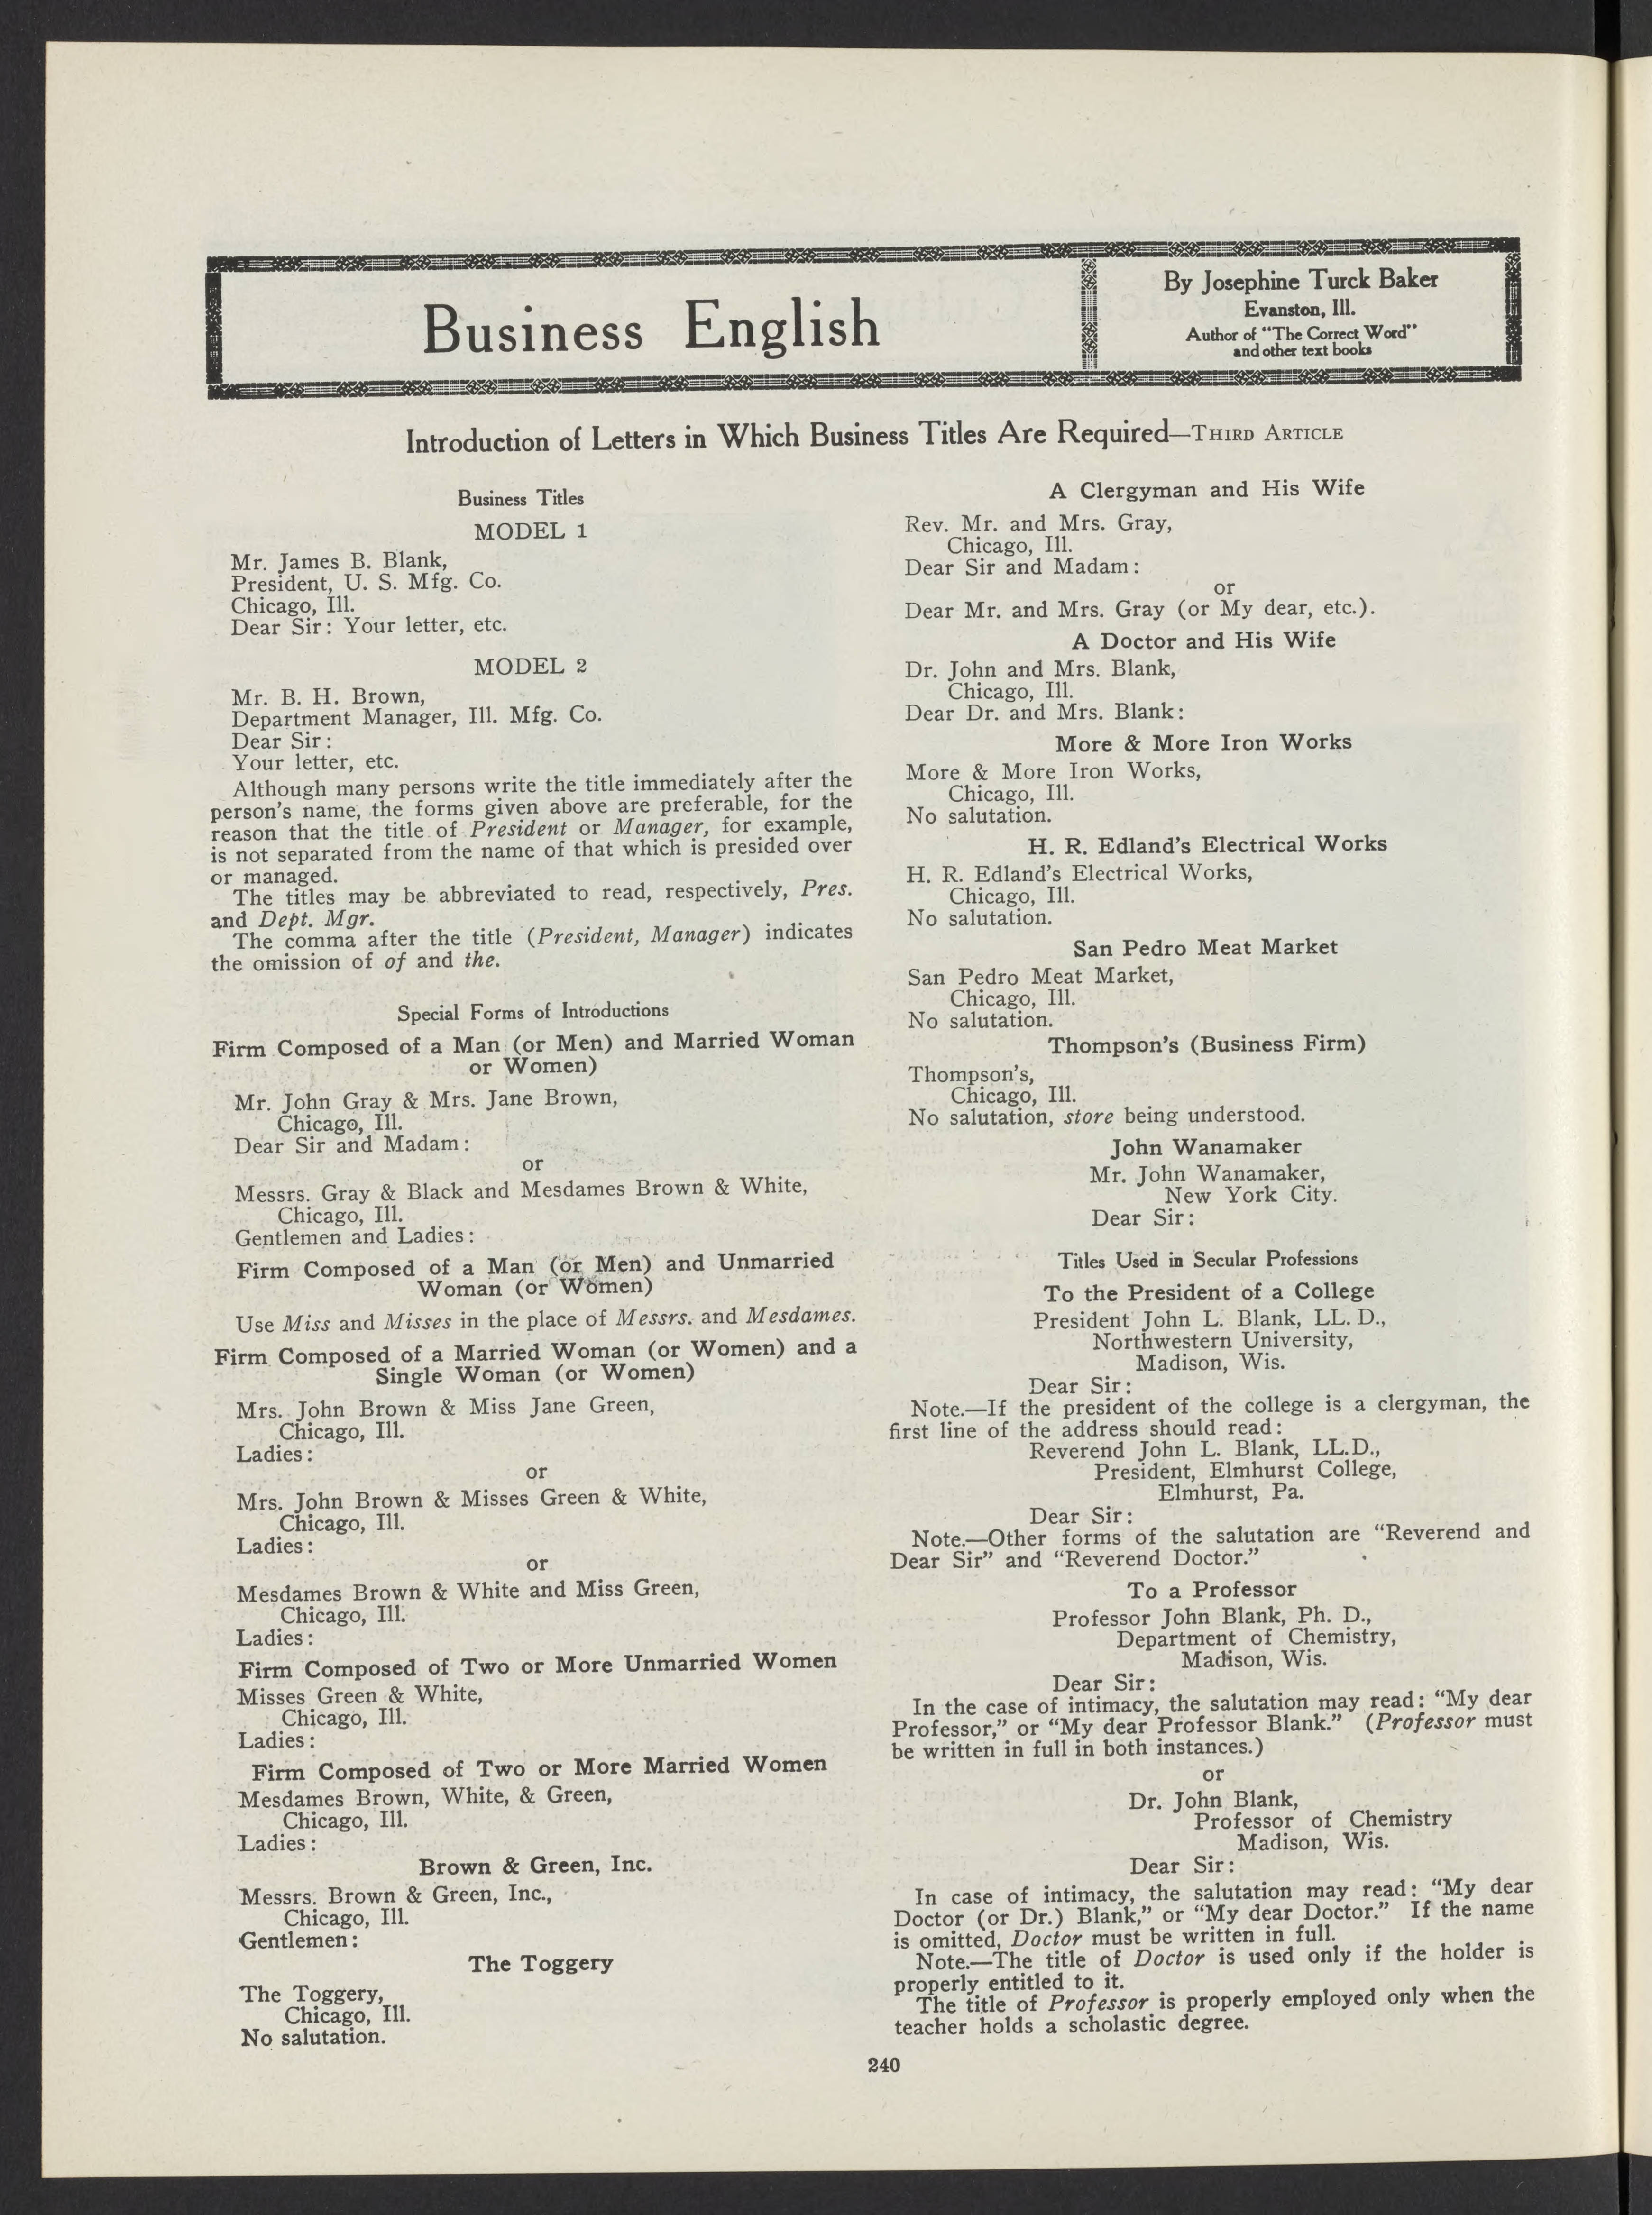 Business English
By Josephine Turck Baker
Evanston, Ill.
Author of "The Correct Word"
and other text books
Introduction of Letters in Which Business Titles Are Required—THIRD ARTICLE
Business Titles
MODEL 1
Mr. James B. Blank,
President, U. S. Mfg. Co.
Chicago, Ill.
Dear Sir: Your letter, etc.
MODEL 2
Mr. B. H. Brown,
Department Manager, Ill. Mfg. Co.
Dear Sir:
Your letter, etc.
Although many persons write the title immediately after the
person's name, the forms given above are preferable, for the
reason that the title of President or Manager, for example,
is not separated from the name of that which is presided over
or managed.
The titles may be abbreviated to read, respectively, Pres.
and Dept. Mgr.
The comma after the title (President, Manager) indicates
the omission of of and the.
Special Forms of Introductions
Firm Composed of a Man (or Men) and Married Woman
or Women)
Mr. John Gray & Mrs. Jane Brown,
Chicago, Ill.
Dear Sir and Madam:
or
Messrs. Gray & Black and Mesdames Brown & White,
Chicago, Ill.
Gentlemen and Ladies:
Firm Composed of a Man (or Men) and Unmarried
Woman (or Women)
Use Miss and Misses in the place of Messrs. and Mesdames.
Firm Composed of a Married Woman (or Women) and a
Single Woman (or Women)
Mrs. John Brown & Miss Jane Green,
Chicago, Ill.
Ladies:
or
Mrs. John Brown & Misses Green & White,
Chicago, Ill.
Ladies:
or
Mesdames Brown & White and Miss Green,
Chicago, Ill.
Ladies:
Firm Composed of Two or More Unmarried Women
Misses Green & White,
Chicago, Ill.
Ladies:
Firm Composed of Two or More Married Women
Mesdames Brown, White, & Green,
Chicago, Ill.
Ladies:
Brown & Green, Inc.
Messrs. Brown & Green, Inc.,
Chicago, Ill.
Gentlemen:
The Toggery
The Toggery,
Chicago, Ill.
No salutation.
A Clergyman and His Wife
Rev. Mr. and Mrs. Gray,
Chicago, Ill.
Dear Sir and Madam:
or
Dear Mr. and Mrs. Gray (or My dear, etc.).
A Doctor and His Wife
Dr. John and Mrs. Blank,
Chicago, Ill.
Dear Dr. and Mrs. Blank:
More & More Iron Works
More & More Iron Works,
Chicago, Ill.
No salutation.
H. R. Edland's Electrical Works
H. R. Edland's Electrical Works,
Chicago, Ill.
No salutation.
San Pedro Meat Market
San Pedro Meat Market,
Chicago, Ill.
No salutation.
Thompson's (Business Firm)
Thompson's,
Chicago, Ill.
No salutation, store being understood.
John Wanamaker
Mr. John Wanamaker,
New York City.
Dear Sir:
Titles Used in Secular Professions
To the President of a College
President John L. Blank, LL. D.,
Northwestern University,
Madison, Wis.
Dear Sir:
Note.—If the president of the college is a clergyman, the
first line of the address should read:
Reverend John L. Blank, LL.D.,
President, Elmhurst College,
Elmhurst, Pa.
Dear Sir:
Note.—Other forms of the salutation are "Reverend and
Dear Sir" and "Reverend Doctor."
To a Professor
Professor John Blank, Ph. D.,
Department of Chemistry,
Madison, Wis.
Dear Sir:
In the case of intimacy, the salutation may read: "My dear
Professor," or "My dear Professor Blank." (Professor must
be written in full in both instances.)
or
Dr. John Blank,
Professor of Chemistry
Madison, Wis.
Dear Sir:
In case of intimacy, the salutation may read: "My dear
Doctor (or Dr.) Blank," or "My dear Doctor." If the name
is omitted, Doctor must be written in full.
Note.—The title of Doctor is used only if the holder is
properly entitled to it.
The title of Professor is properly employed only when the
teacher holds a scholastic degree.
240